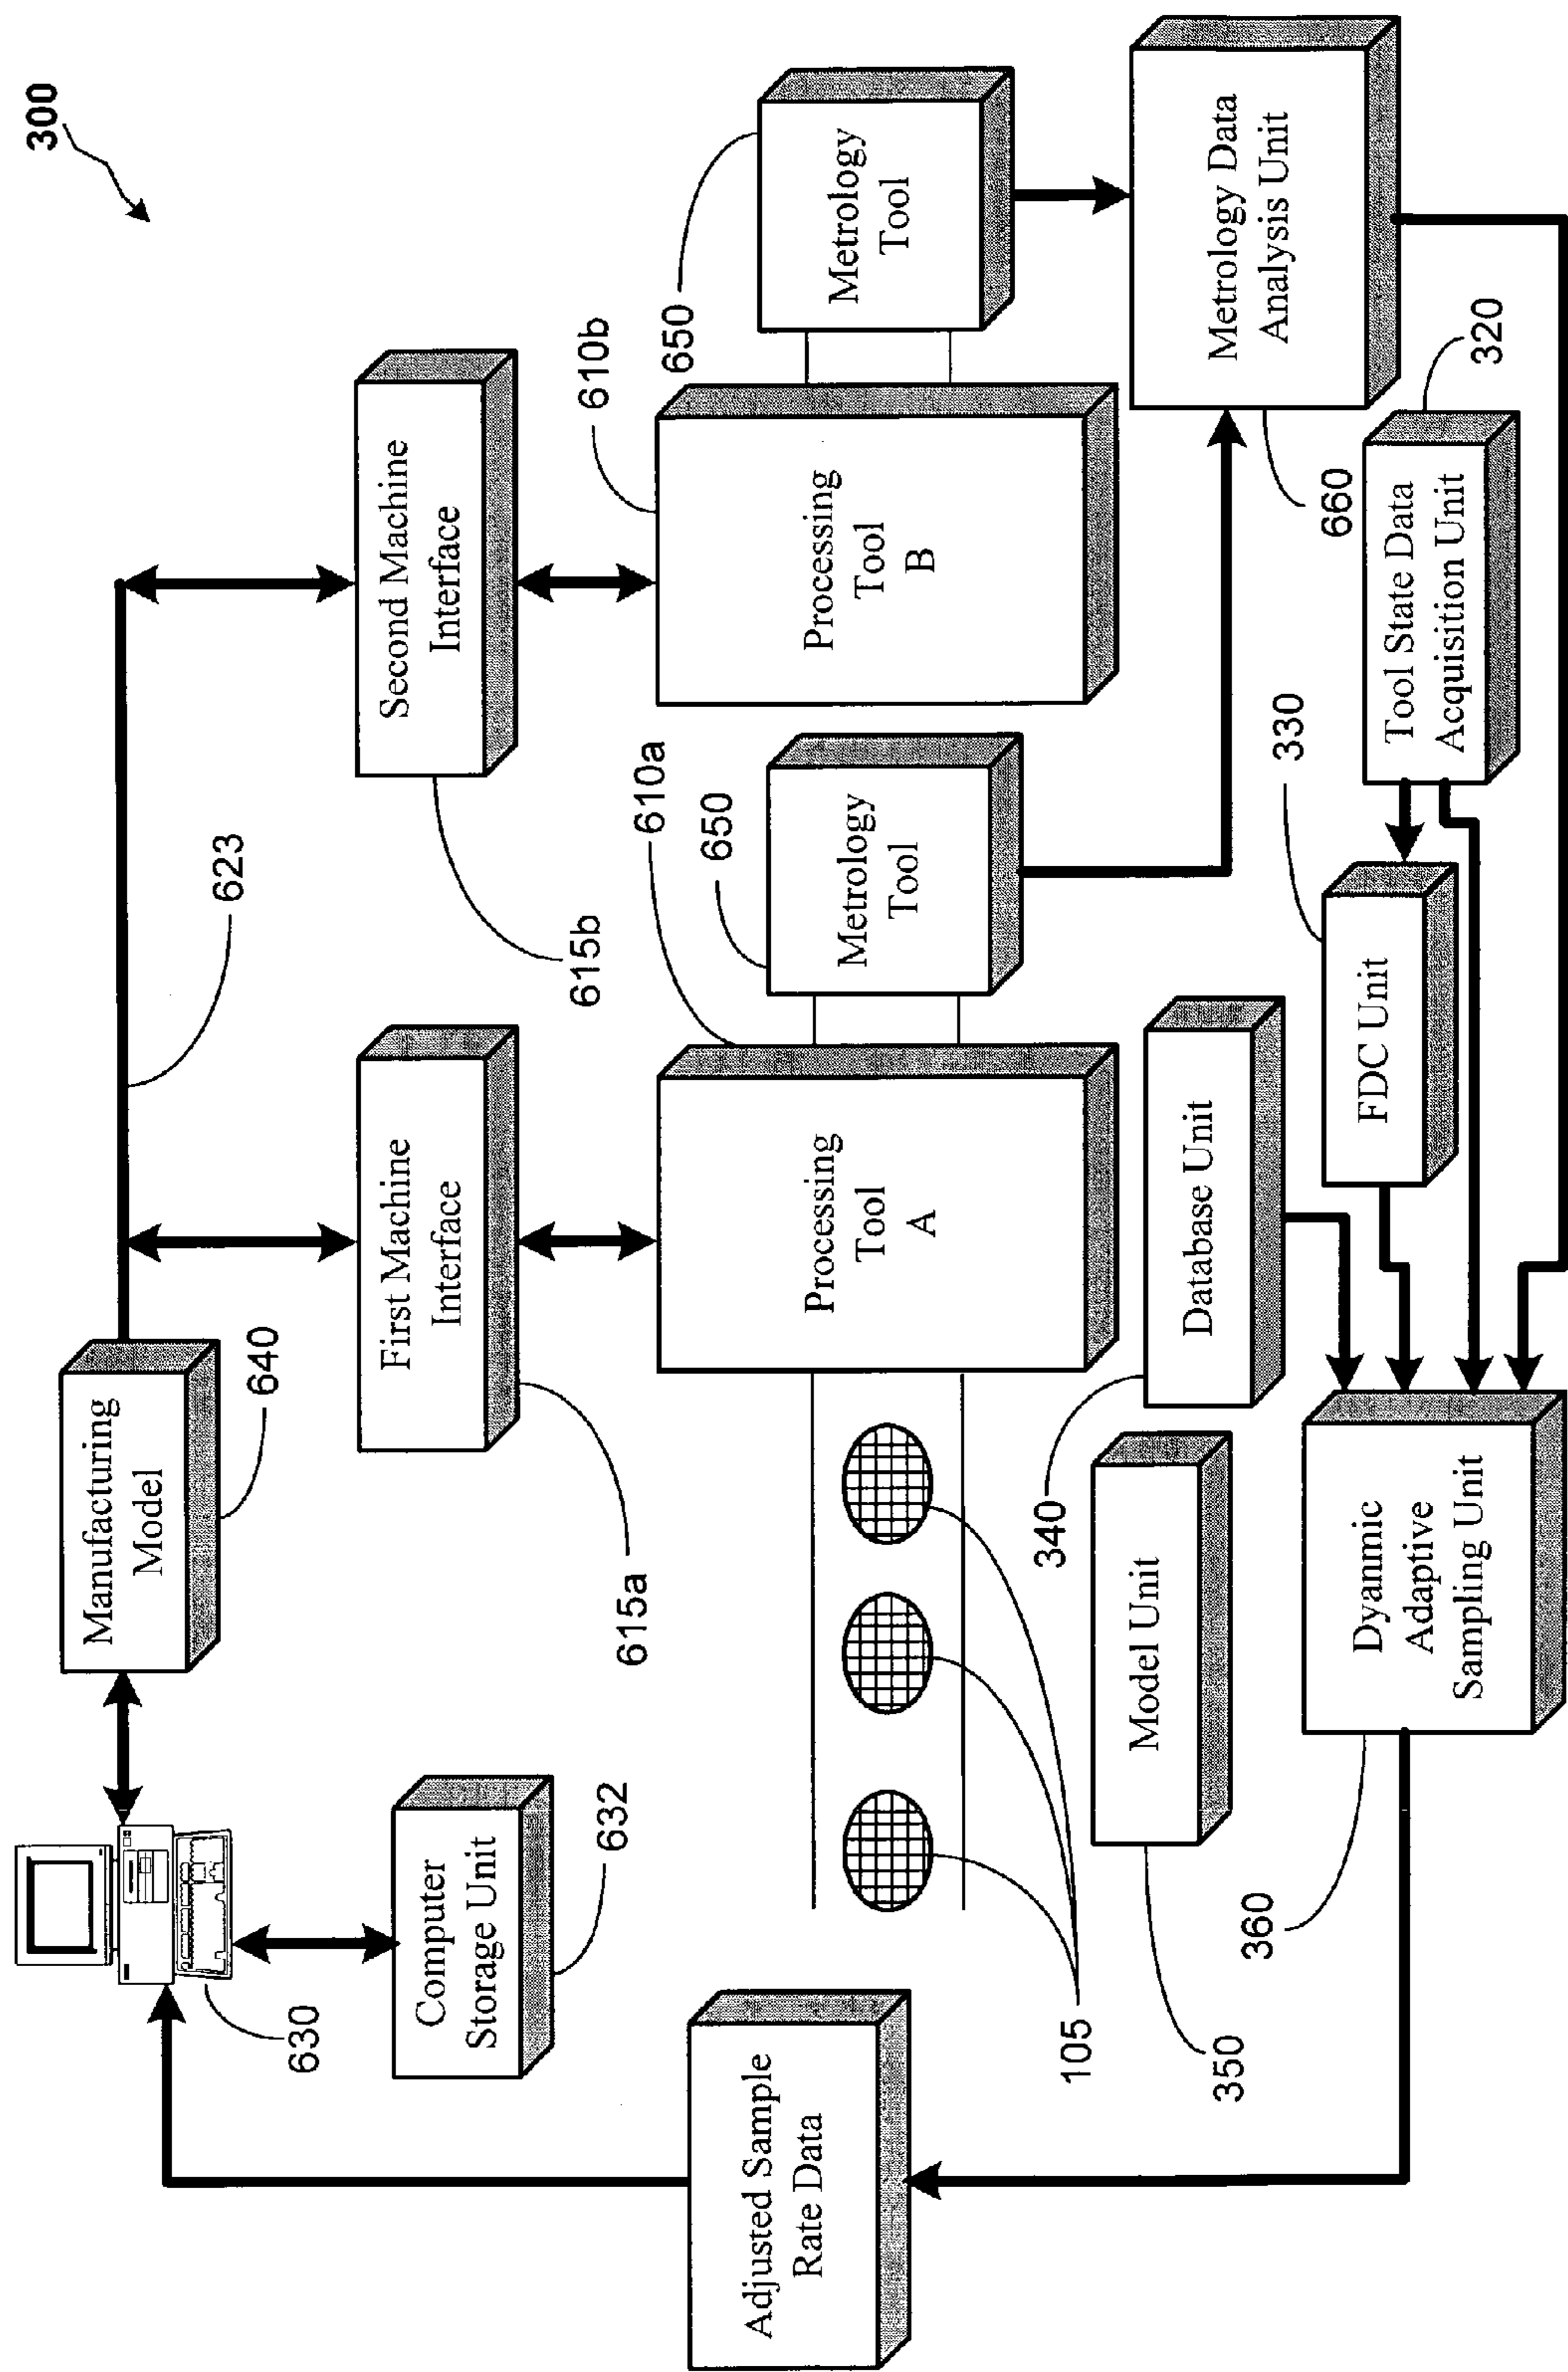 300
630
Manufacturing
Model
640
623
Computer
Storage Unit
632
First Machine
Interface
615a
Second Machine
Interface
615b
Adjusted Sample
Rate Data
105
Processing
Tool
A
610a
Metrology
Tool
650
Processing
Tool
B
610b
Metrology
Tool
650
Model Unit
350
Database Unit
340
Metrology Data
Analysis Unit
660
Dyanmic
Adaptive
Sampling Unit
360
FDC Unit
330
Tool State Data
Acquisition Unit
320